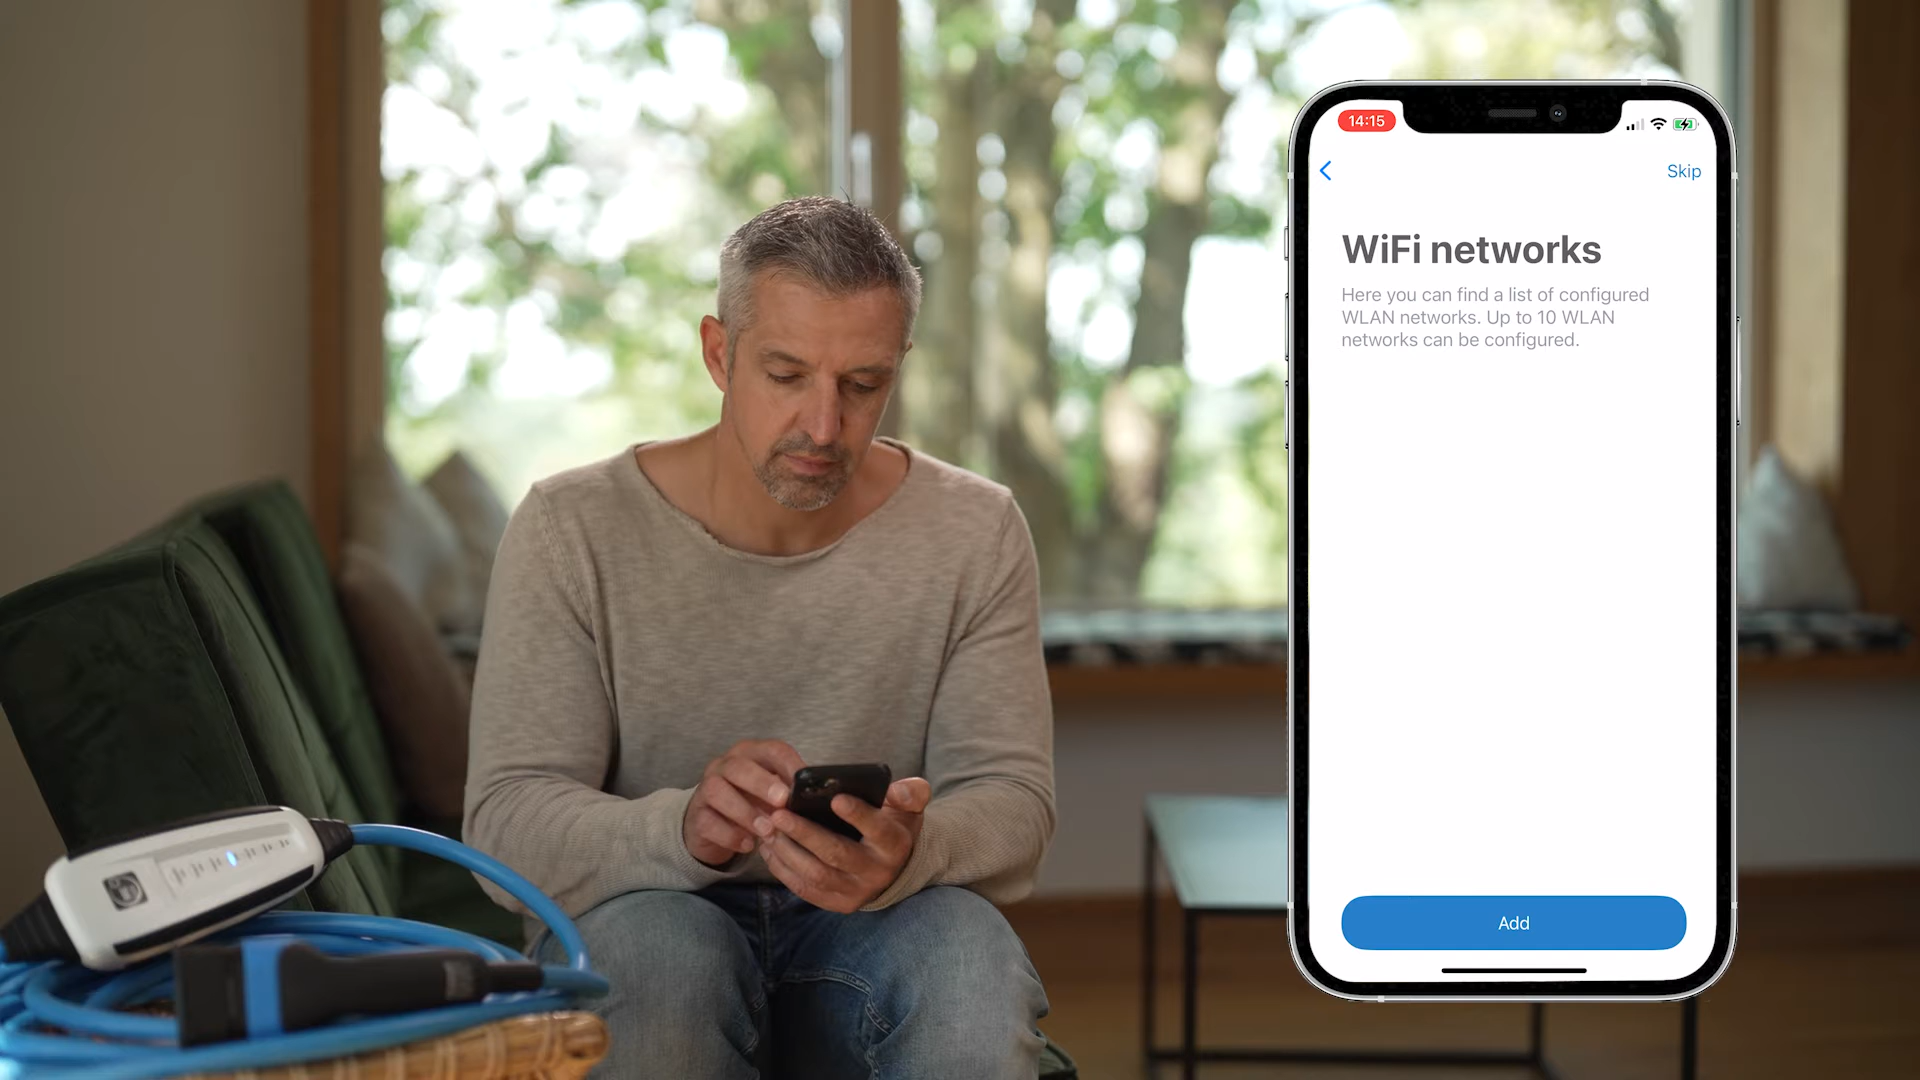 14:15
Skip
WiFi networks
Here you can find a list of configured
WLAN networks. Up to 10 WLAN
networks can be configured.
Add